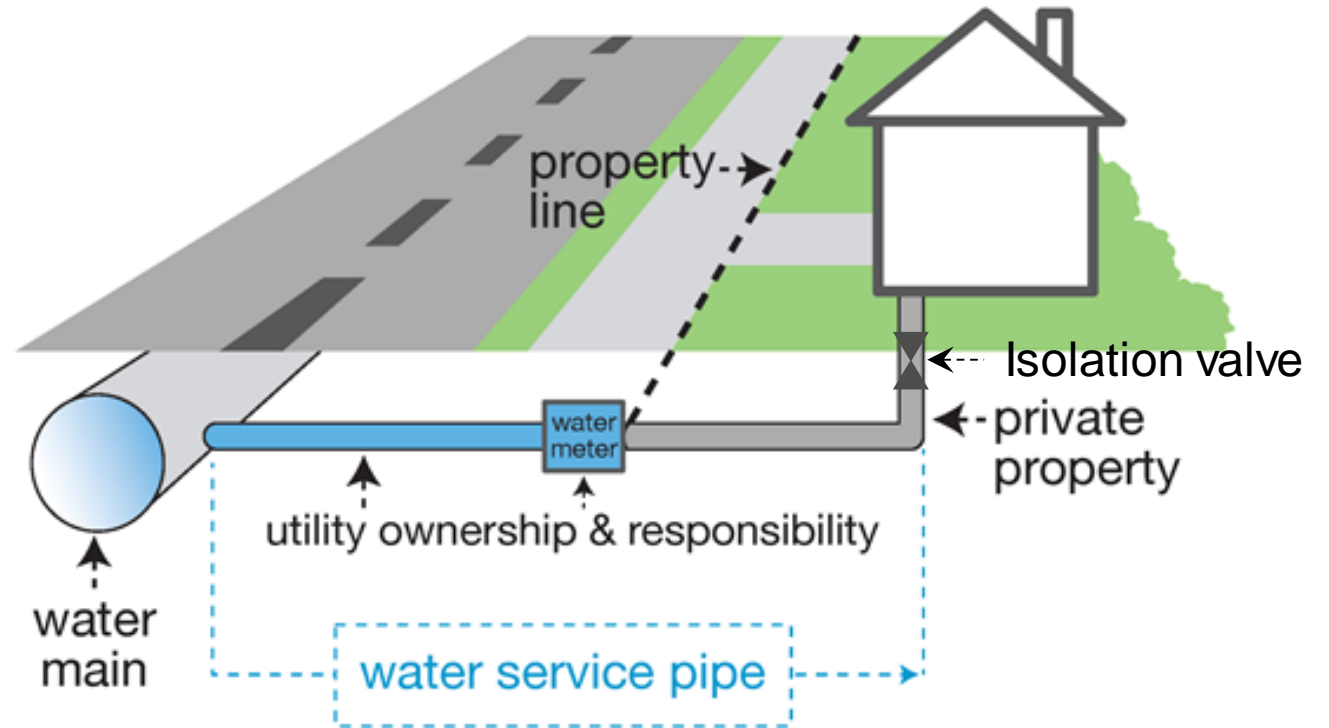 property
line
Isolation valve
private
property
water
meter
utility ownership & responsibility
water
main
water service pipe